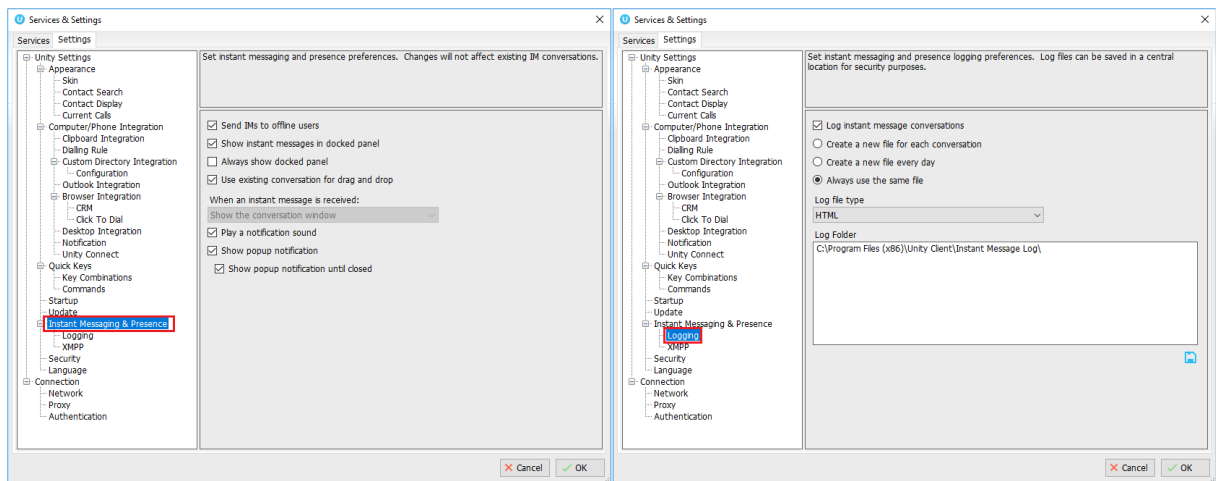 Services & Settings
Services Settings
Unity Settings
Appearance
Skin
Contact Search
Contact Display
Current Calls
Computer/Phone Integration
Clipboard Integration
Dialling Rule
Custom Directory Integration
Configuration
Outlook Integration
Browser Integration
CRM
Click To Dial
Desktop Integration
Notification
Unity Connect
Quick Keys
Key Combinations
Commands
Startup
Update
Instant Messaging & Presence
Logging
XMPP
Security
Language
Connection
Network
Proxy
Authentication
Set instant messaging and presence preferences. Changes will not affect existing IM conversations.
Send IMs to offline users
Show instant messages in docked panel
Always show docked panel
Use existing conversation for drag and drop
When an instant message is received:
Show the conversation window
Play a notification sound
Show popup notification
Show popup notification until closed
Cancel OK
Services & Settings
Services Settings
Unity Settings
Appearance
Skin
Contact Search
Contact Display
Current Calls
Computer/Phone Integration
Clipboard Integration
Dialling Rule
Custom Directory Integration
Configuration
Outlook Integration
Browser Integration
CRM
Click To Dial
Desktop Integration
Notification
Unity Connect
Quick Keys
Key Combinations
Commands
Startup
Update
Instant Messaging & Presence
Logging
XMPP
Security
Language
Connection
Network
Proxy
Authentication
Set instant messaging and presence logging preferences. Log files can be saved in a central
location for security purposes.
Log instant message conversations
Create a new file for each conversation
Create a new file every day
Always use the same file
Log file type
HTML
Log Folder
C:\Program Files (x86)\Unity Client\Instant Message Log\
Cancel OK